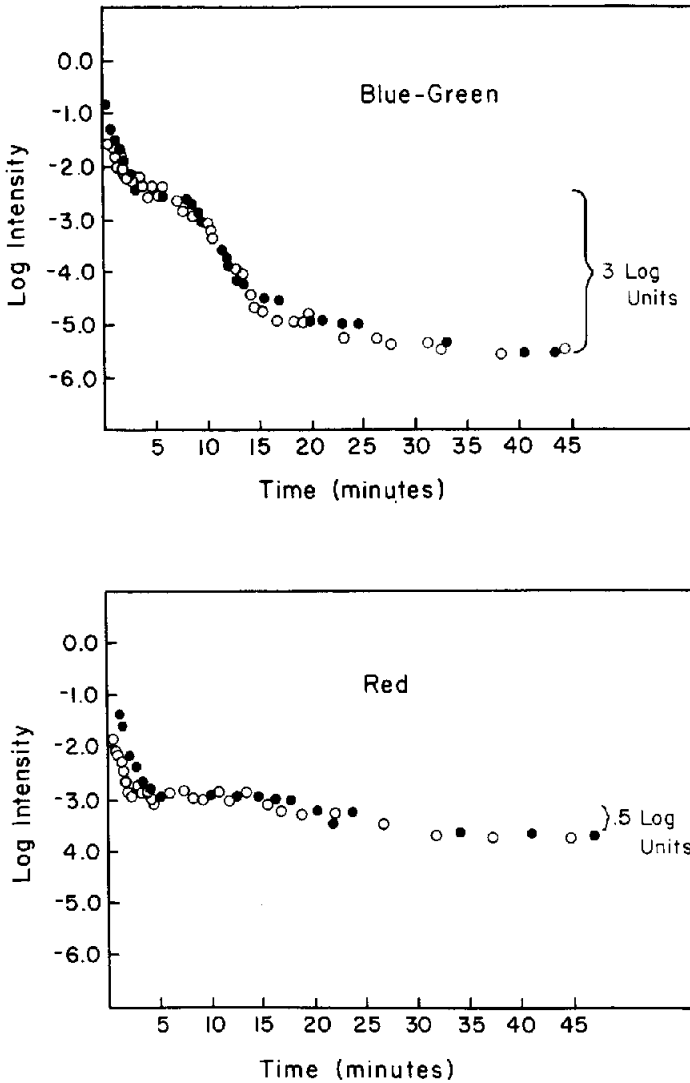 Blue-Green
Log Intensity
0.0
-1.0
-2.0
-3.0
-4.0
-5.0
-6.0
3 Log
Units
5 10 15 20 25 30 35 40 45
Time (minutes)
Red
Log Intensity
0.0
-1.0
-2.0
-3.0
4.0
-5.0
-6.0
.5 Log
Units
5 10 15 20 25 30 35 40 45
Time (minutes)